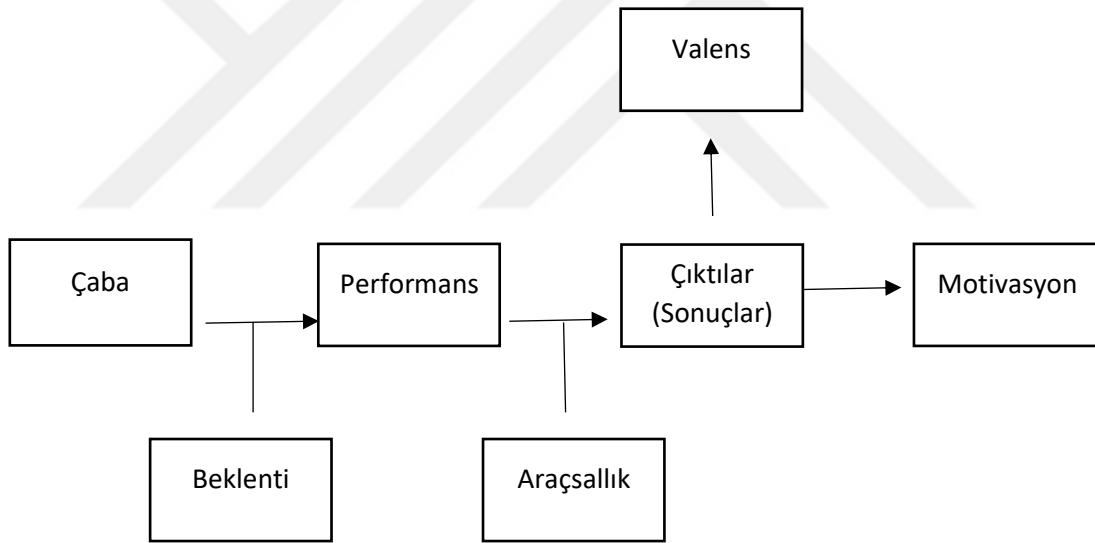 Valens
Çaba
Performans
Çıktılar
(Sonuçlar)
Motivasyon
Beklenti
Araçsallık